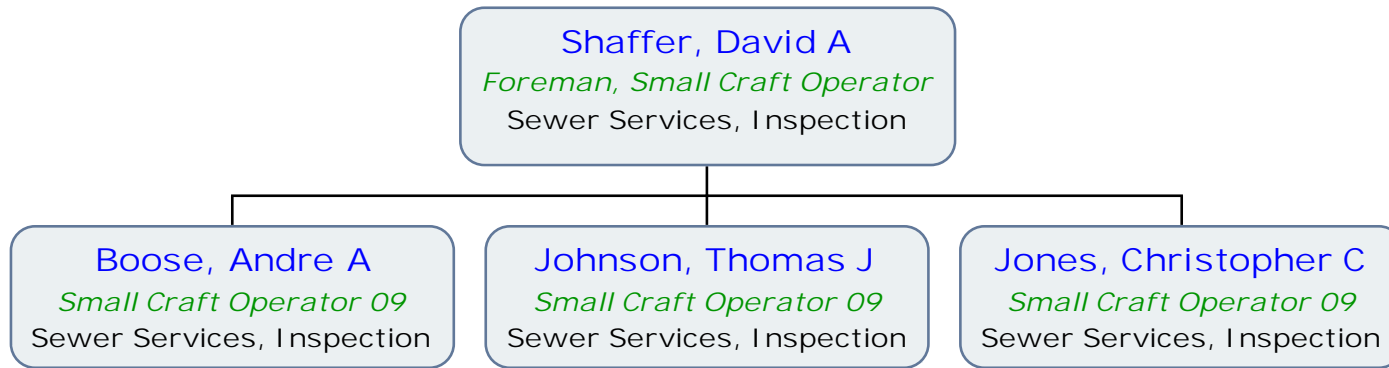 Shaffer, David A
Foreman, Small Craft Operator
Sewer Services, Inspection
Boose, Andre A
Small Craft Operator 09
Sewer Services, Inspection
Johnson, Thomas J
Small Craft Operator 09
Sewer Services, Inspection
Jones, Christopher C
Small Craft Operator 09
Sewer Services, Inspection